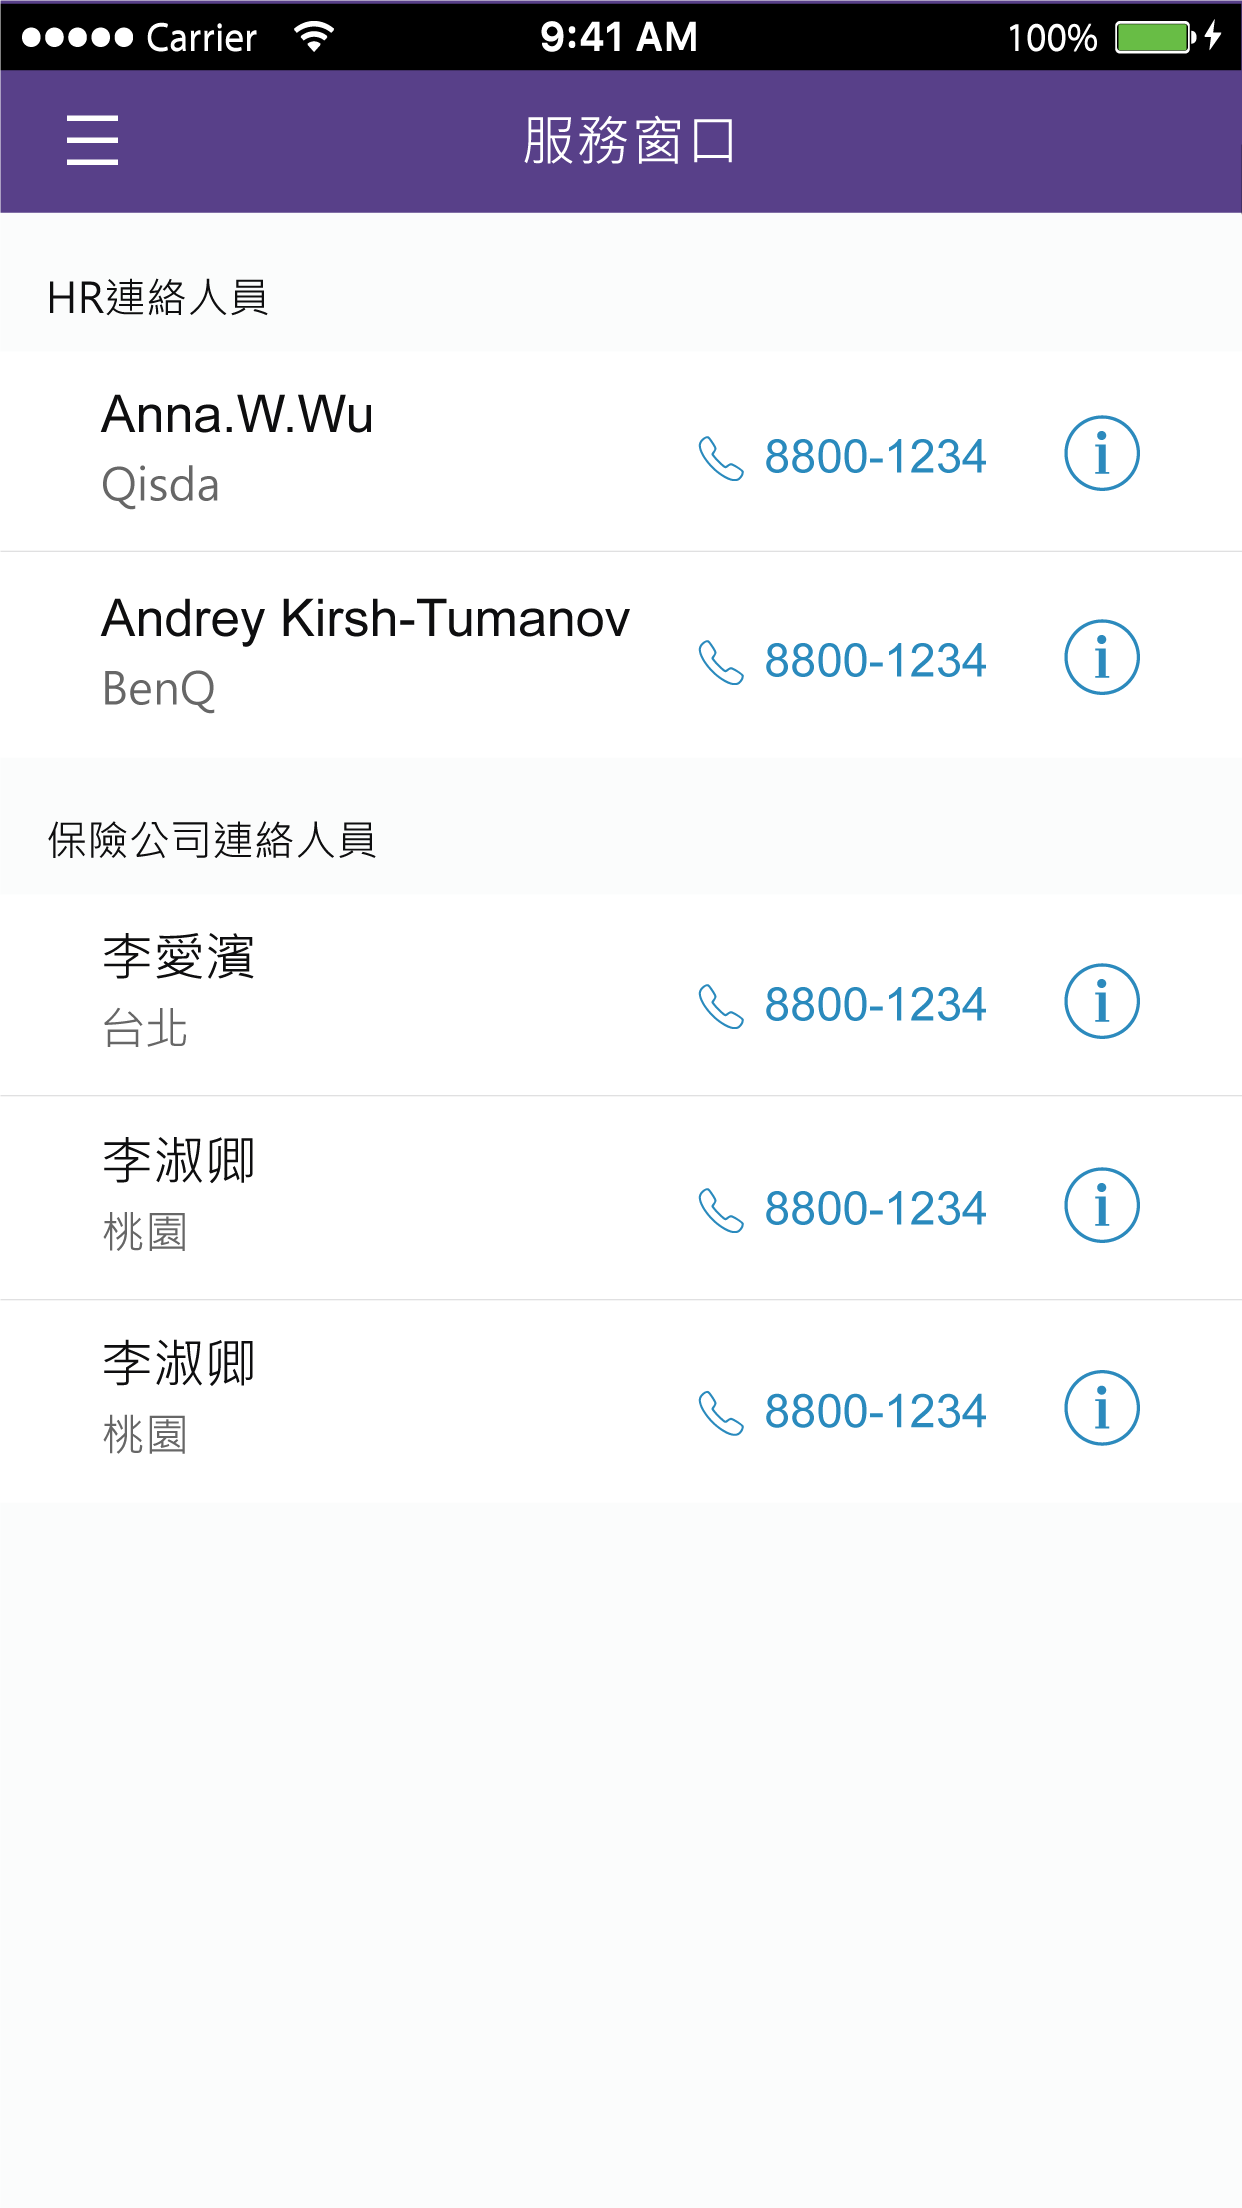 Carrier 9:41 AM 100%
服務窗口
HR連絡人員
Anna.W.Wu
Qisda
8800-1234
Andrey Kirsh-Tumanov
BenQ
8800-1234
保險公司連絡人員
李愛濱
台北
8800-1234
李淑卿
桃園
8800-1234
李淑卿
桃園
8800-1234